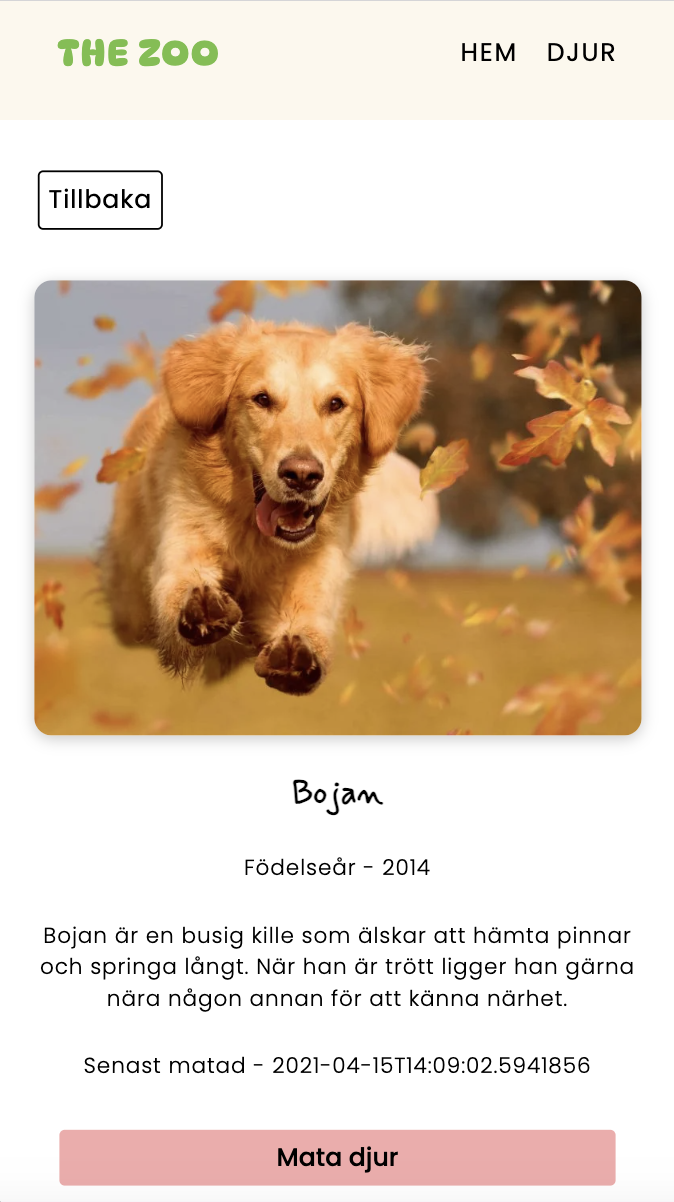 THE ZOO
HEM DJUR
Tillbaka
Bojan
Födelseår - 2014
Bojan är en busig kille som älskar att hämta pinnar
och springa långt. När han är trött ligger han gärna
nära någon annan för att känna närhet.
Senast matad - 2021-04-15T14:09:02.5941856
Mata djur